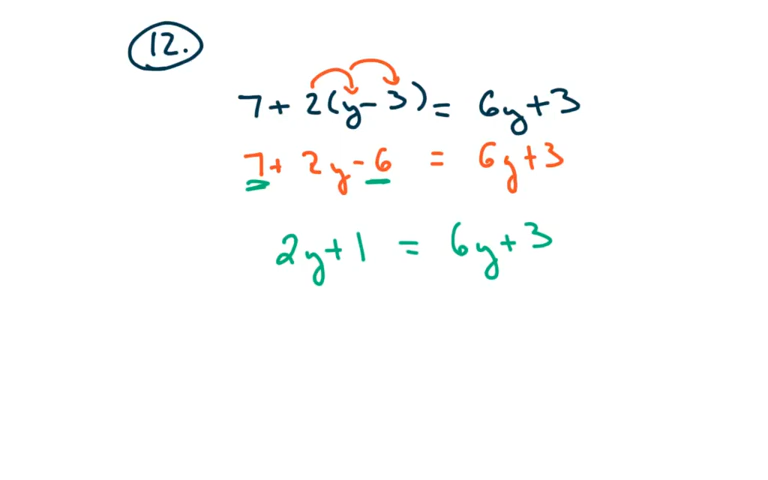 12.
7 + 2(y - 3) = 6y + 3
7 + 2y - 6 = 6y + 3
2y + 1 = 6y + 3